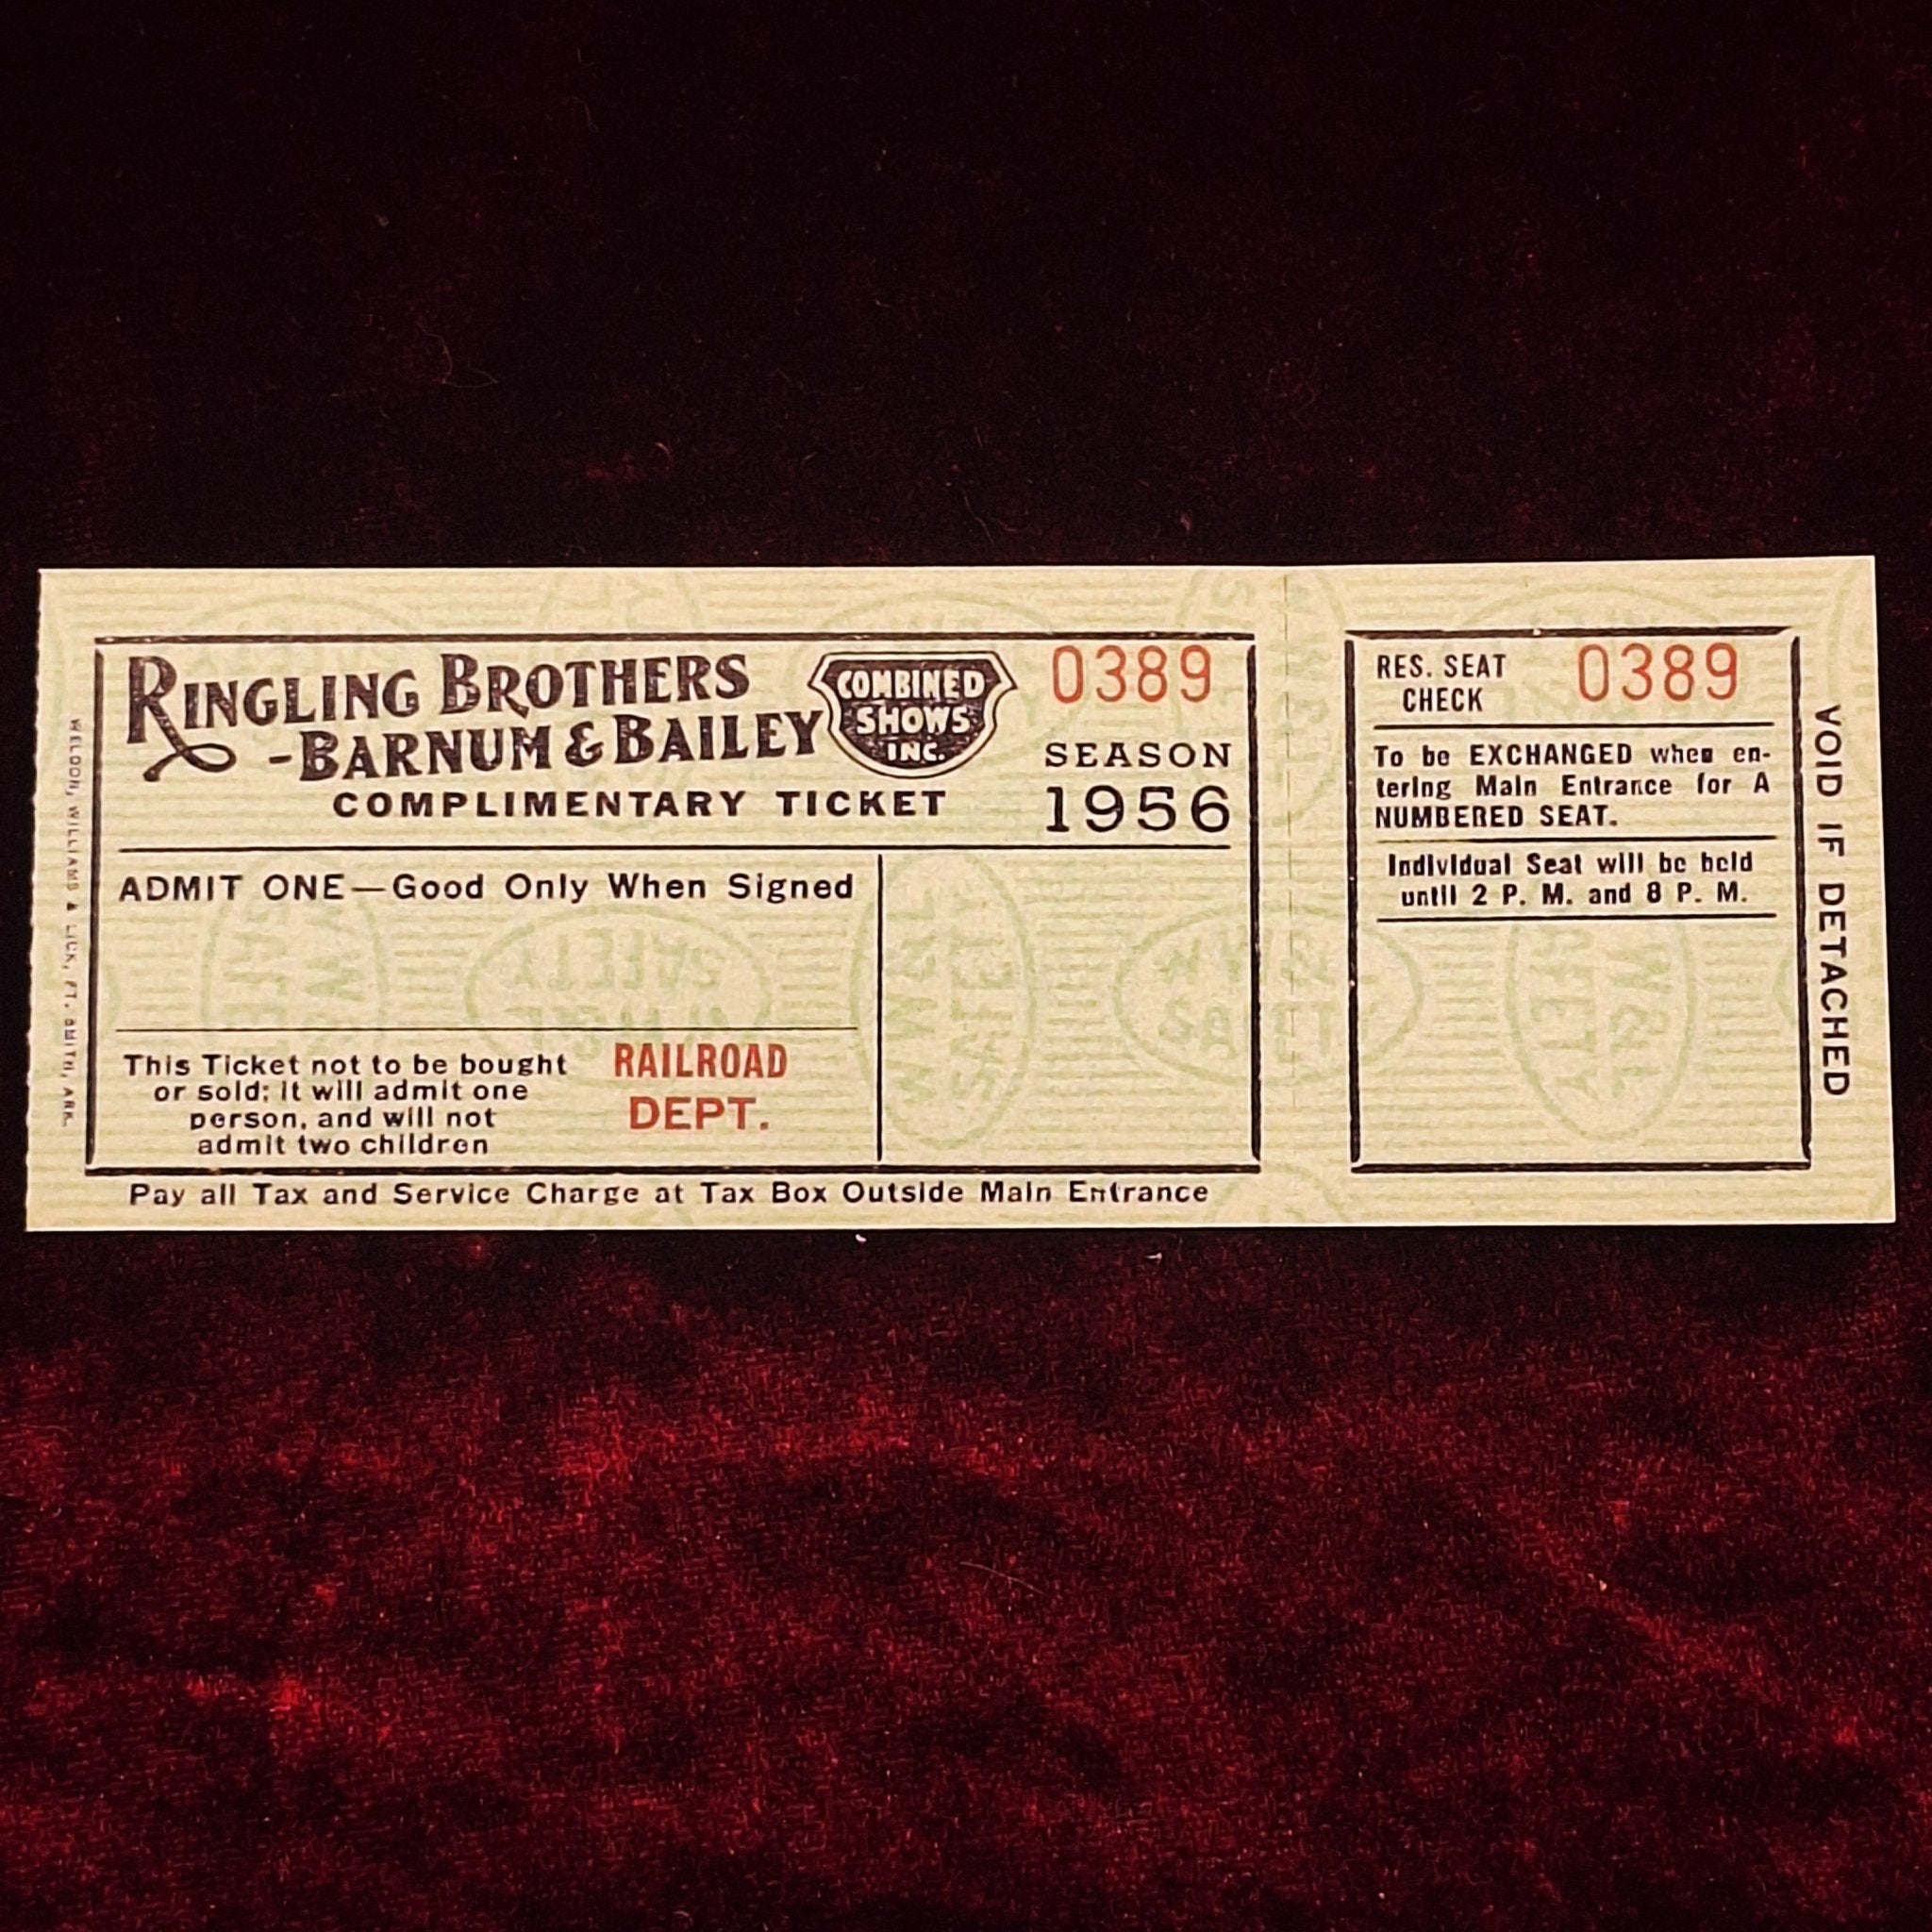 RINGLING BROTHERS
-BARNUM & BAILEY
COMBINED
SHOWS
INC.
0389
SEASON
1956
COMPLIMENTARY TICKET
ADMIT ONE—Good Only When Signed
This Ticket not to be bought
or sold; it will admit one
person, and will not
admit two children
RAILROAD
DEPT.
Pay all Tax and Service Charge at Tax Box Outside Main Entrance
WELDON, WILLIAMS & LICK, FT. SMITH, ARK.
RES. SEAT
CHECK
0389
To be EXCHANGED when en-
tering Main Entrance for A
NUMBERED SEAT.
Individual Seat will be held
until 2 P. M. and 8 P. M.
VOID IF DETACHED
SAFETY
W&L
SAFETY